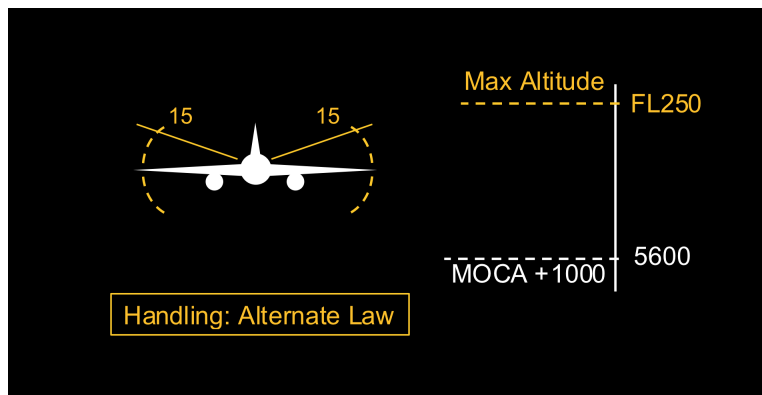 Max Altitude
FL250
15 15
5600
MOCA +1000
Handling: Alternate Law